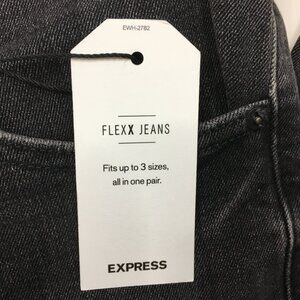 EWH-2782
FLEXX JEANS
Fits up to 3 sizes,
all in one pair.
EXPRESS